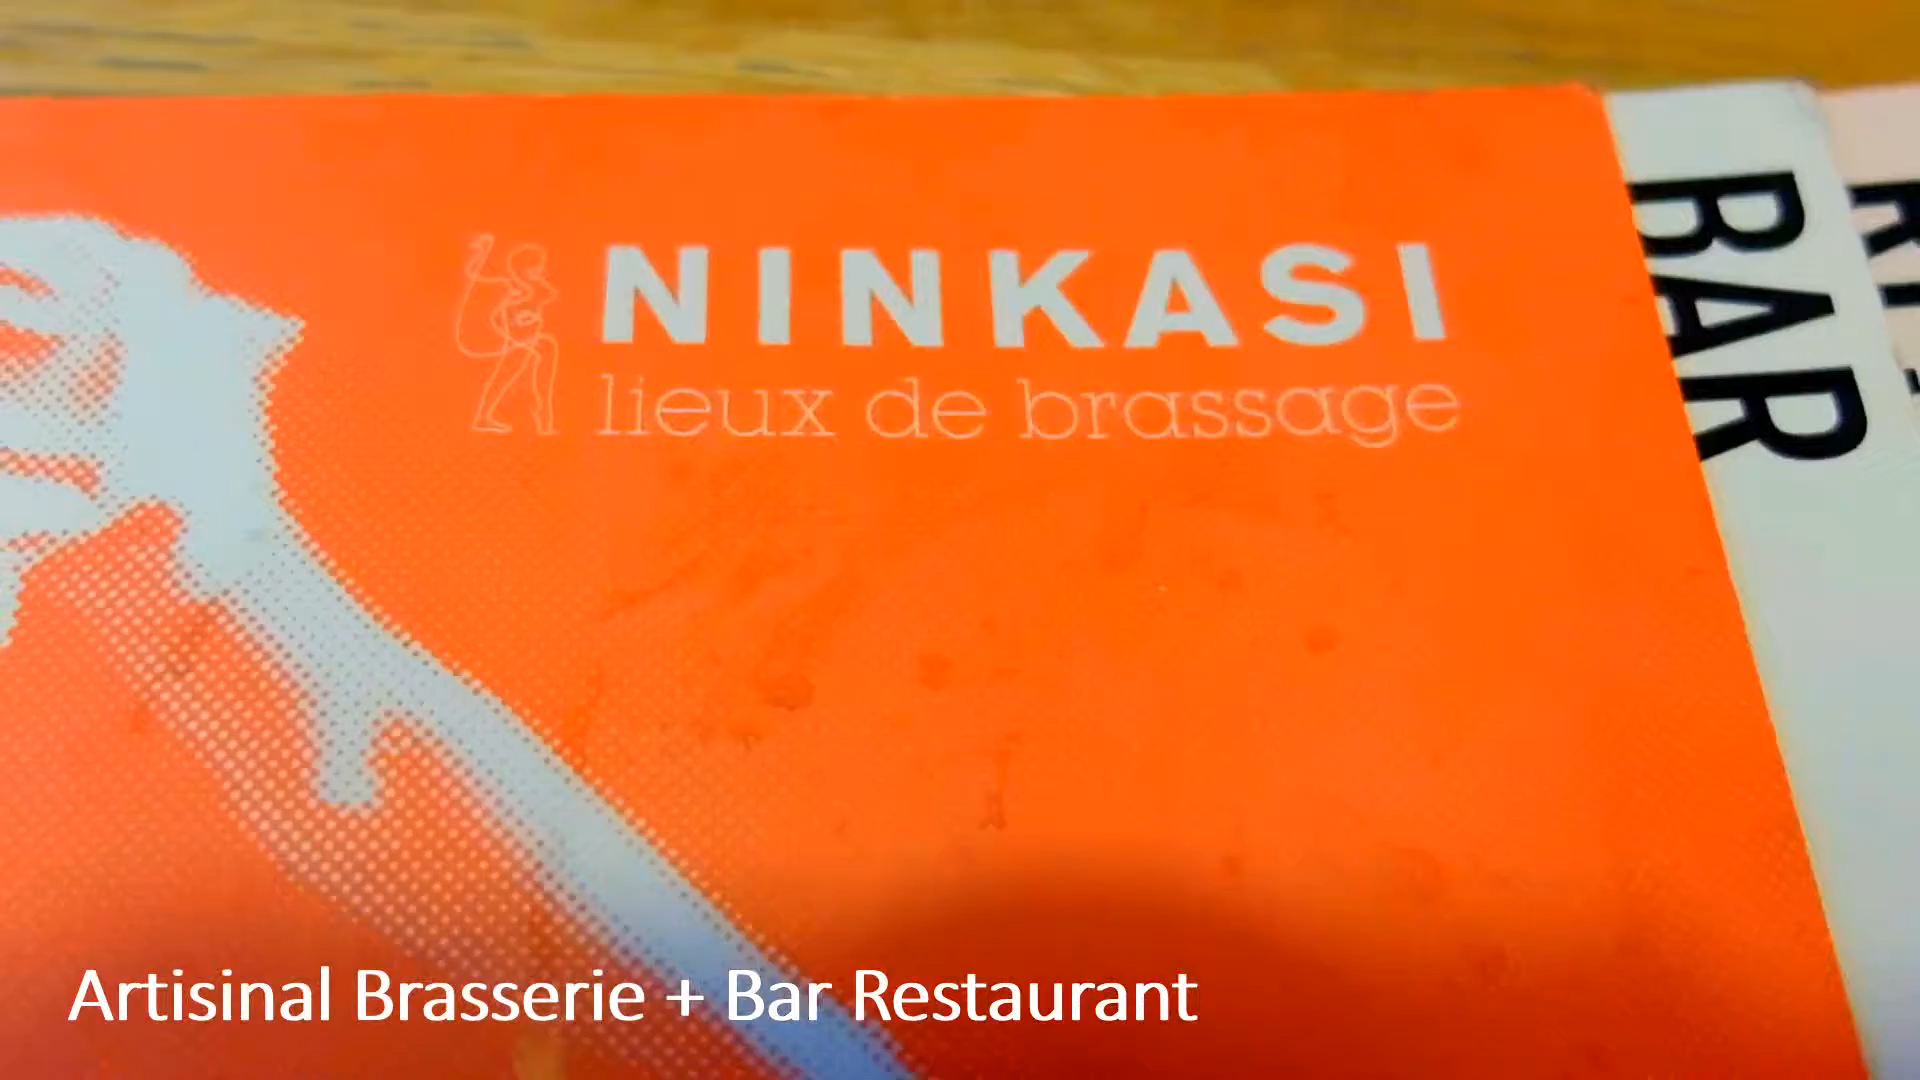 NINKASI
lieux de brassage
BAR
Artisinal Brasserie + Bar Restaurant